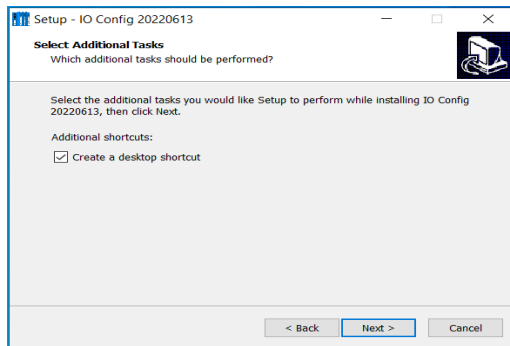 Setup - IO Config 20220613
Select Additional Tasks
Which additional tasks should be performed?
Select the additional tasks you would like Setup to perform while installing IO Config
20220613, then click Next.
Additional shortcuts:
Create a desktop shortcut
< Back Next > Cancel